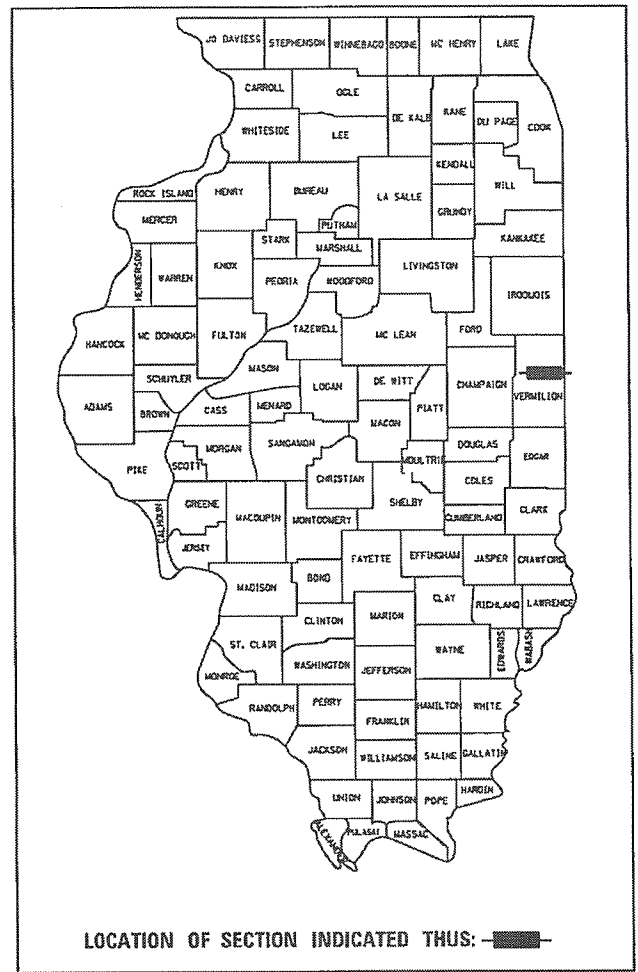 JO DAVIESS STEPHENSON WINNEBAGO BOONE MC HENRY LAKE
CARROLL OGLE DE KALB KANE DU PAGE COOK
WHITESIDE LEE
KENDALL WILL
ROCK ISLAND HENRY BUREAU LA SALLE
MERCER PUTNAM GRUNDY
STARK MARSHALL KANKAKEE
HENDERSON WARREN KNOX PEORIA WOODFORD LIVINGSTON IROQUOIS
HANCOCK MC DONOUGH FULTON TAZEWELL MC LEAN FORD
MASON
SCHUYLER LOGAN DE WITT CHAMPAIGN VERMILION
ADAMS BROWN CASS MENARD MACON PIATT
PIKE SCOTT MORGAN SANGAMON CHRISTIAN MOULTRIE DOUGLAS EDGAR
COLES
CALHOUN GREENE MACOUPIN MONTGOMERY SHELBY CUMBERLAND CLARK
JERSEY
FAYETTE EFFINGHAM JASPER CRAWFORD
MADISON BOND
CLAY RICHLAND LAWRENCE
CLINTON MARION
ST. CLAIR WASHINGTON WAYNE EDWARDS WABASH
MONROE JEFFERSON
RANDOLPH PERRY HAMILTON WHITE
FRANKLIN
JACKSON WILLIAMSON SALINE GALLATIN
UNION JOHNSON POPE HARDIN
ALEXANDER PULASKI MASSAC
LOCATION OF SECTION INDICATED THUS: